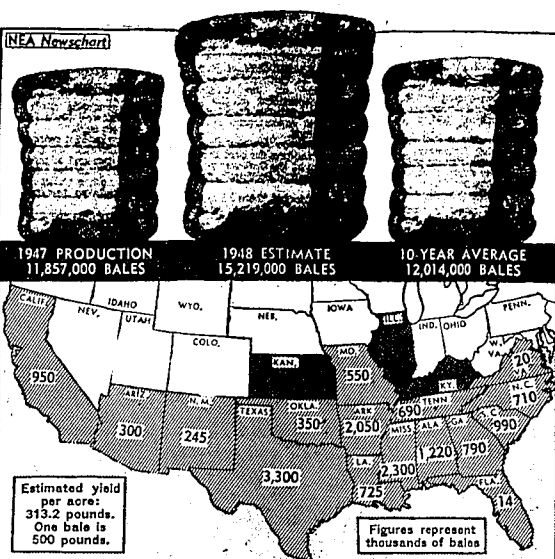 NEA Newschart
1947 PRODUCTION
11,857,000 BALES
1948 ESTIMATE
15,219,000 BALES
10-YEAR AVERAGE
12,014,000 BALES
CALIF.
950
NEV.
IDAHO
UTAH
WYO.
COLO.
NEB.
IOWA
KAN.
MO.
550
ILL.
IND.
OHIO
PENN.
W.
VA.
20
VA.
KY.
ARIZ.
300
N.M.
245
TEXAS
3,300
OKLA.
350
ARK
2,050
TENN.
690
N.C.
710
S.C.
990
MISS
2,300
ALA.
1,220
GA.
790
LA.
725
FLA.
14
Estimated yield
per acre:
313.2 pounds.
One bale is
500 pounds.
Figures represent
thousands of bales